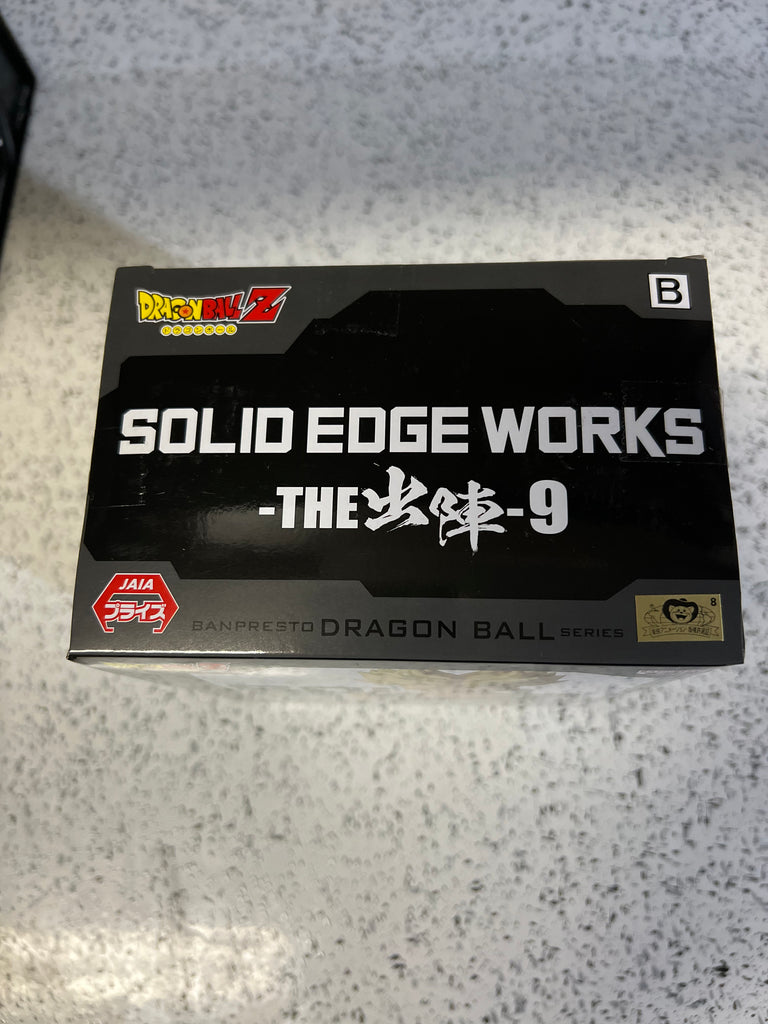 DRAGON BALL Z
B
SOLID EDGE WORKS
-THE出陣-9
JAIA
プライズ
BANPRESTO DRAGON BALL SERIES
8